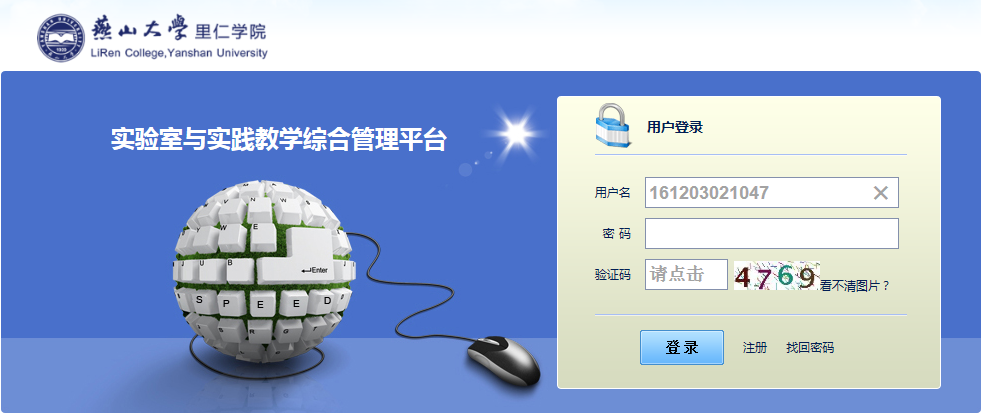 燕山大学 里仁学院
LiRen College,Yanshan University
实验室与实践教学综合管理平台
用户登录
用户名 161203021047
密 码
验证码 请点击 4769 看不清图片？
登 录 注册 找回密码
V N W
Y W E
J U B Enter
S P E E D
S R G T